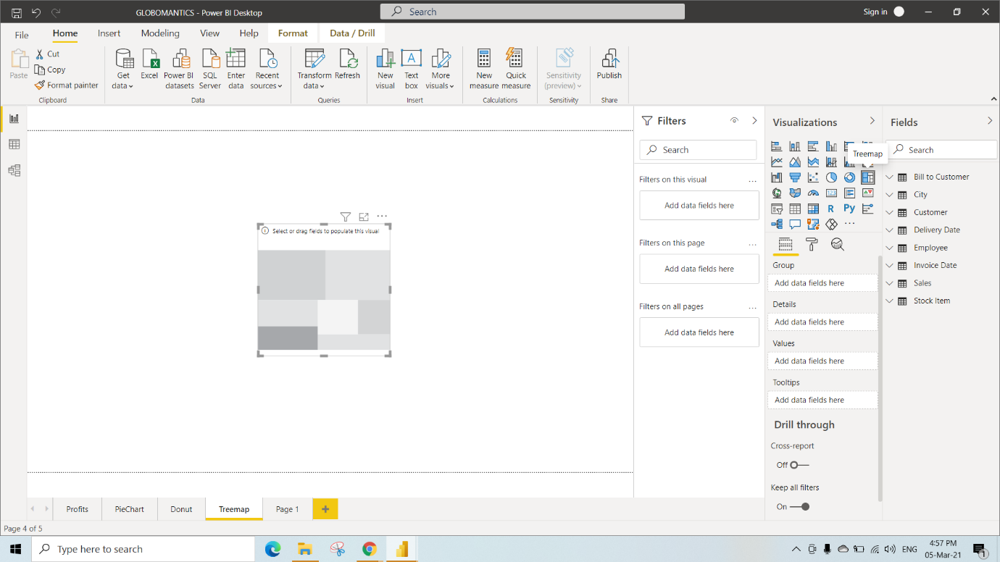 GLOBOMANTICS - Power BI Desktop
Search
Sign in
File
Home
Insert
Modeling
View
Help
Format
Data / Drill
Paste
Cut
Copy
Format painter
Clipboard
Get data
Excel
Power BI datasets
SQL Server
Enter data
Recent sources
Data
Transform data
Refresh
Queries
New visual
Text box
More visuals
Insert
New measure
Quick measure
Calculations
Sensitivity (preview)
Sensitivity
Publish
Share
Select or drag fields to populate this visual
Filters
Search
Filters on this visual
Add data fields here
Filters on this page
Add data fields here
Filters on all pages
Add data fields here
Visualizations
Treemap
R
Py
123
Group
Add data fields here
Details
Add data fields here
Values
Add data fields here
Tooltips
Add data fields here
Drill through
Cross-report
Off
Keep all filters
On
Fields
Search
Bill to Customer
City
Customer
Delivery Date
Employee
Invoice Date
Sales
Stock Item
Profits
PieChart
Donut
Treemap
Page 1
Page 4 of 5
Type here to search
ENG
4:57 PM
05-Mar-21
1